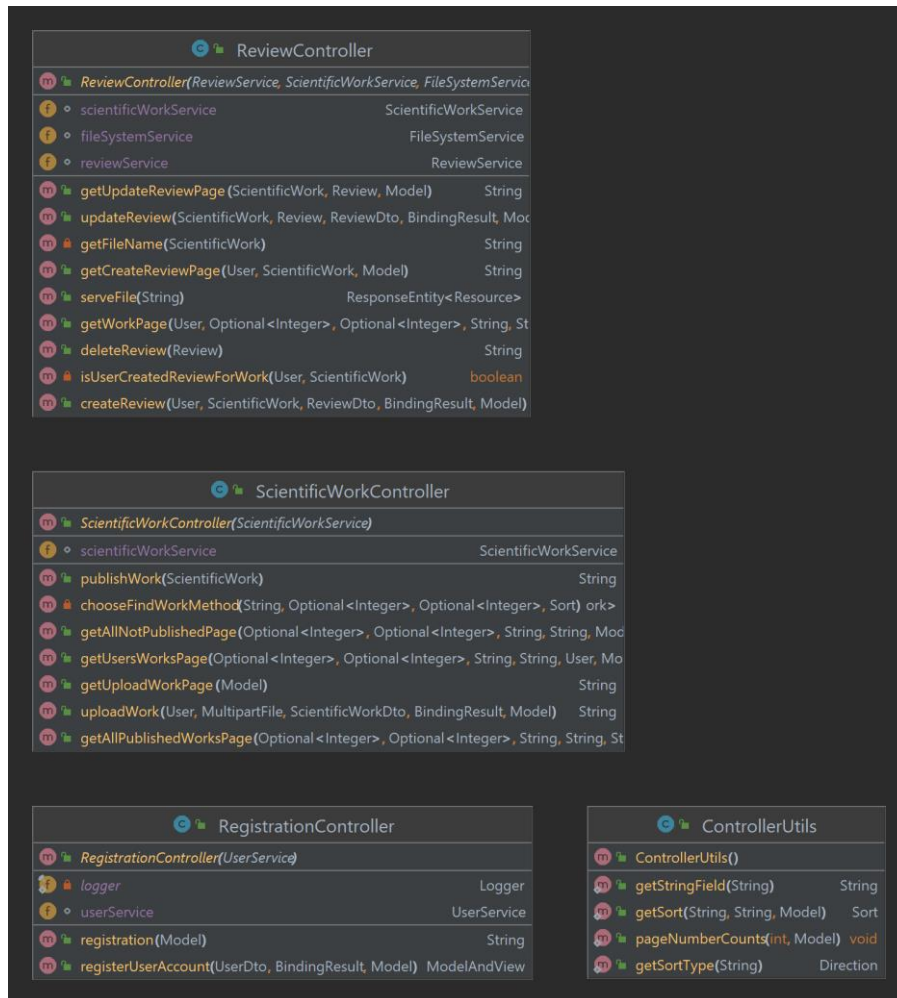 ReviewController
ReviewController(ReviewService, ScientificWorkService, FileSystemService
scientificWorkService ScientificWorkService
fileSystemService FileSystemService
reviewService ReviewService
getUpdateReviewPage(ScientificWork, Review, Model) String
updateReview(ScientificWork, Review, ReviewDto, BindingResult, Mod
getFileName(ScientificWork) String
getCreateReviewPage(User, ScientificWork, Model) String
serveFile(String) ResponseEntity<Resource>
getWorkPage(User, Optional<Integer>, Optional<Integer>, String, St
deleteReview(Review) String
isUserCreatedReviewForWork(User, ScientificWork) boolean
createReview(User, ScientificWork, ReviewDto, BindingResult, Model)
ScientificWorkController
ScientificWorkController(ScientificWorkService)
scientificWorkService ScientificWorkService
publishWork(ScientificWork) String
chooseFindWorkMethod(String, Optional<Integer>, Optional<Integer>, Sort) ork>
getAllNotPublishedPage(Optional<Integer>, Optional<Integer>, String, String, Mod
getUsersWorksPage(Optional<Integer>, Optional<Integer>, String, String, User, Mo
getUploadWorkPage(Model) String
uploadWork(User, MultipartFile, ScientificWorkDto, BindingResult, Model) String
getAllPublishedWorksPage(Optional<Integer>, Optional<Integer>, String, String, St
RegistrationController
RegistrationController(UserService)
logger Logger
userService UserService
registration(Model) String
registerUserAccount(UserDto, BindingResult, Model) ModelAndView
ControllerUtils
ControllerUtils()
getStringField(String) String
getSort(String, String, Model) Sort
pageNumberCounts(int, Model) void
getSortType(String) Direction